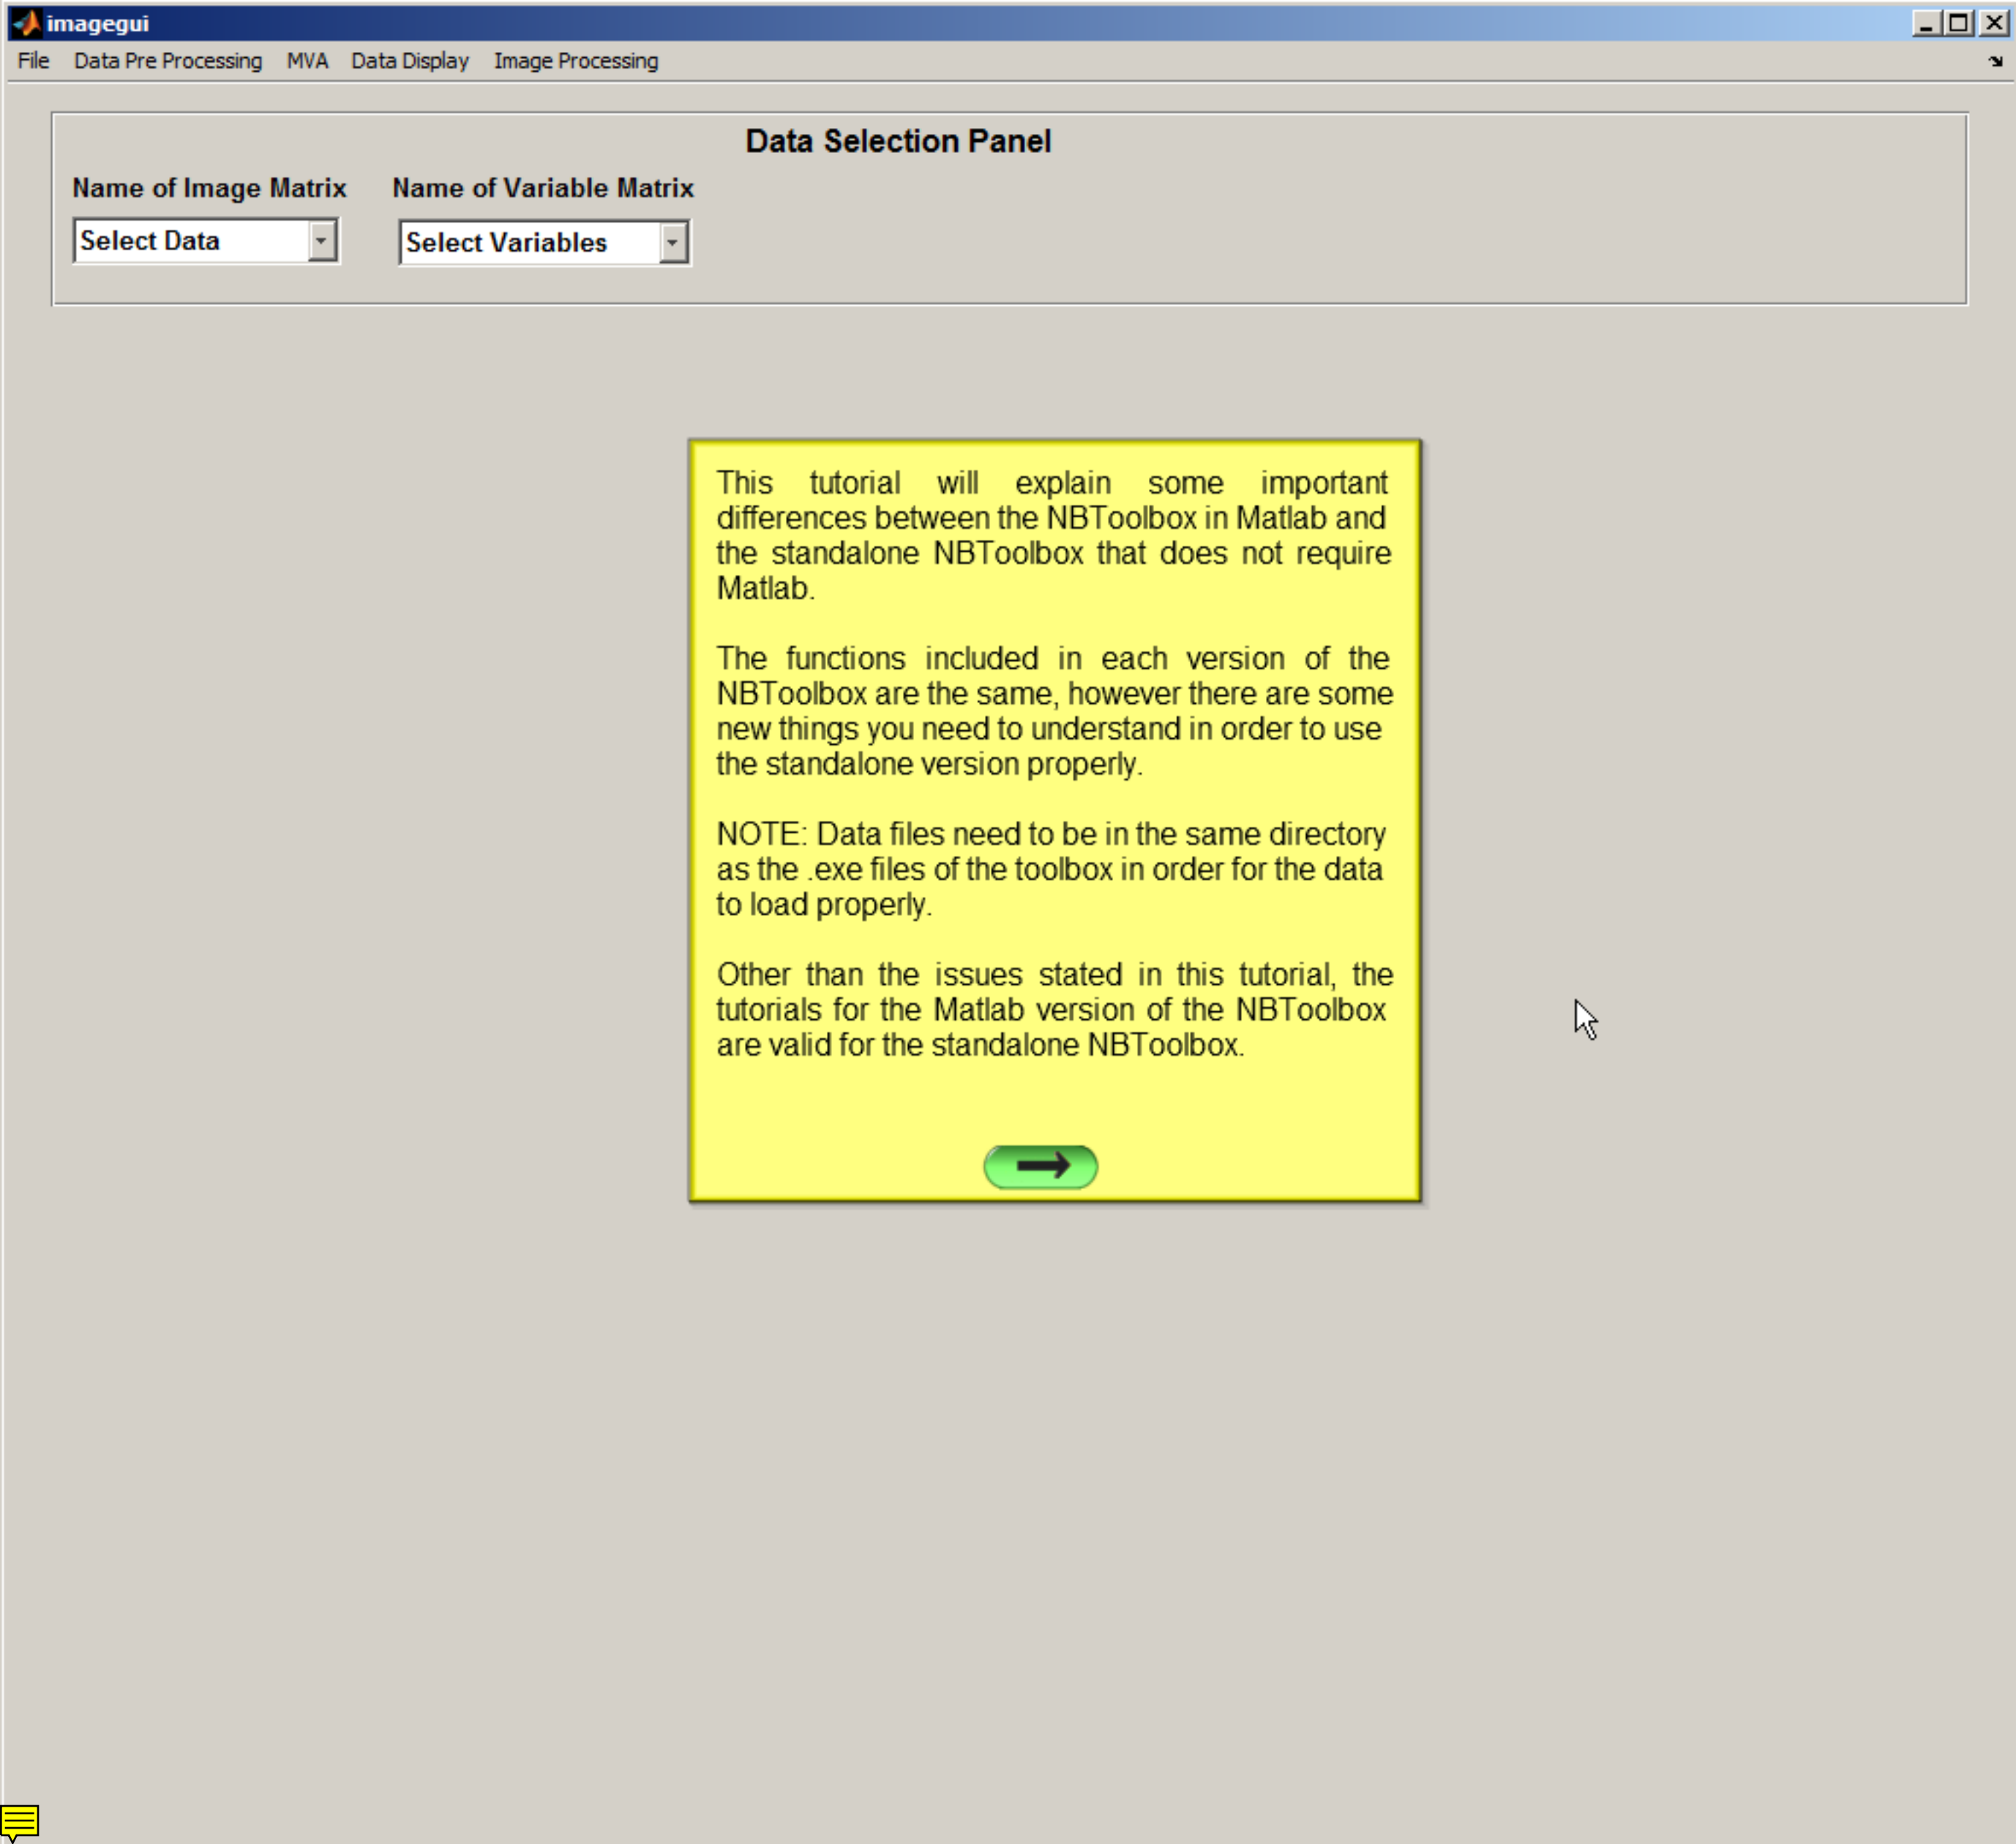 imagegui
File Data Pre Processing MVA Data Display Image Processing
Data Selection Panel
Name of Image Matrix Name of Variable Matrix
Select Data Select Variables
This tutorial will explain some important
differences between the NBToolbox in Matlab and
the standalone NBToolbox that does not require
Matlab.
The functions included in each version of the
NBToolbox are the same, however there are some
new things you need to understand in order to use
the standalone version properly.
NOTE: Data files need to be in the same directory
as the .exe files of the toolbox in order for the data
to load properly.
Other than the issues stated in this tutorial, the
tutorials for the Matlab version of the NBToolbox
are valid for the standalone NBToolbox.